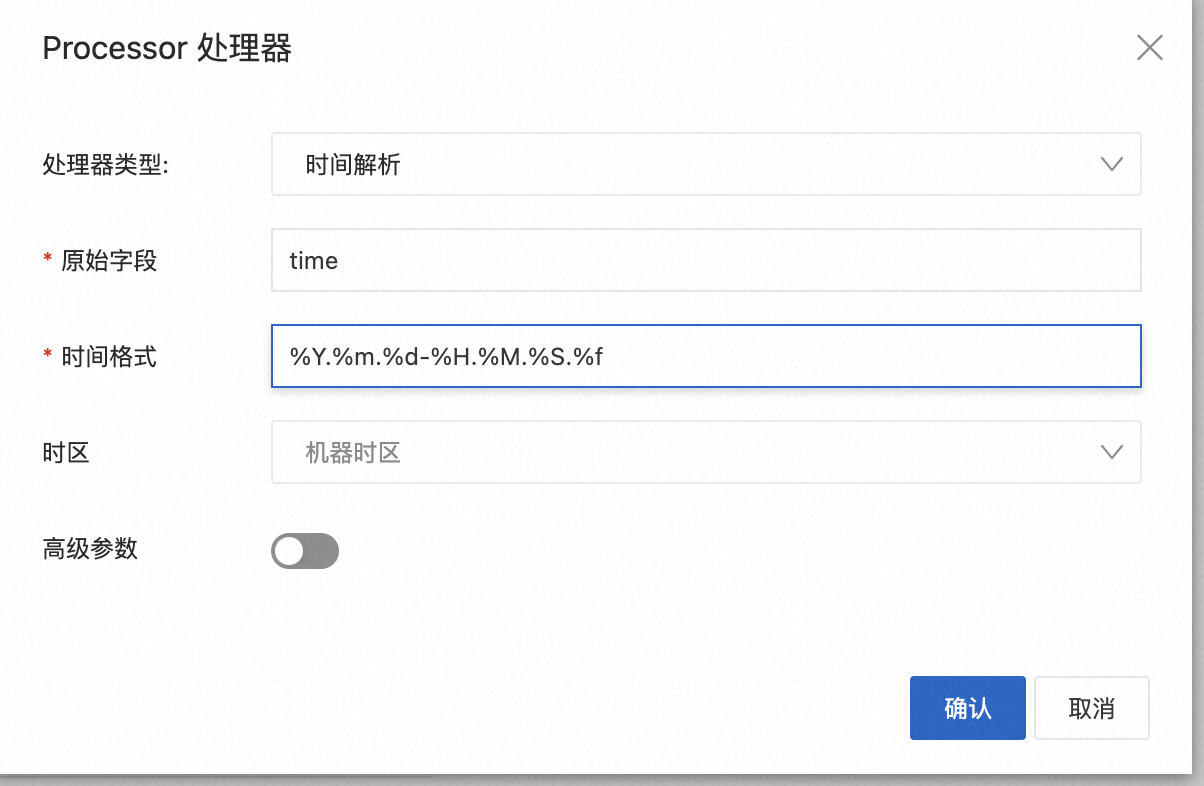 Processor 处理器
处理器类型: 时间解析
* 原始字段 time
* 时间格式 %Y.%m.%d-%H.%M.%S.%f
时区 机器时区
高级参数
确认 取消